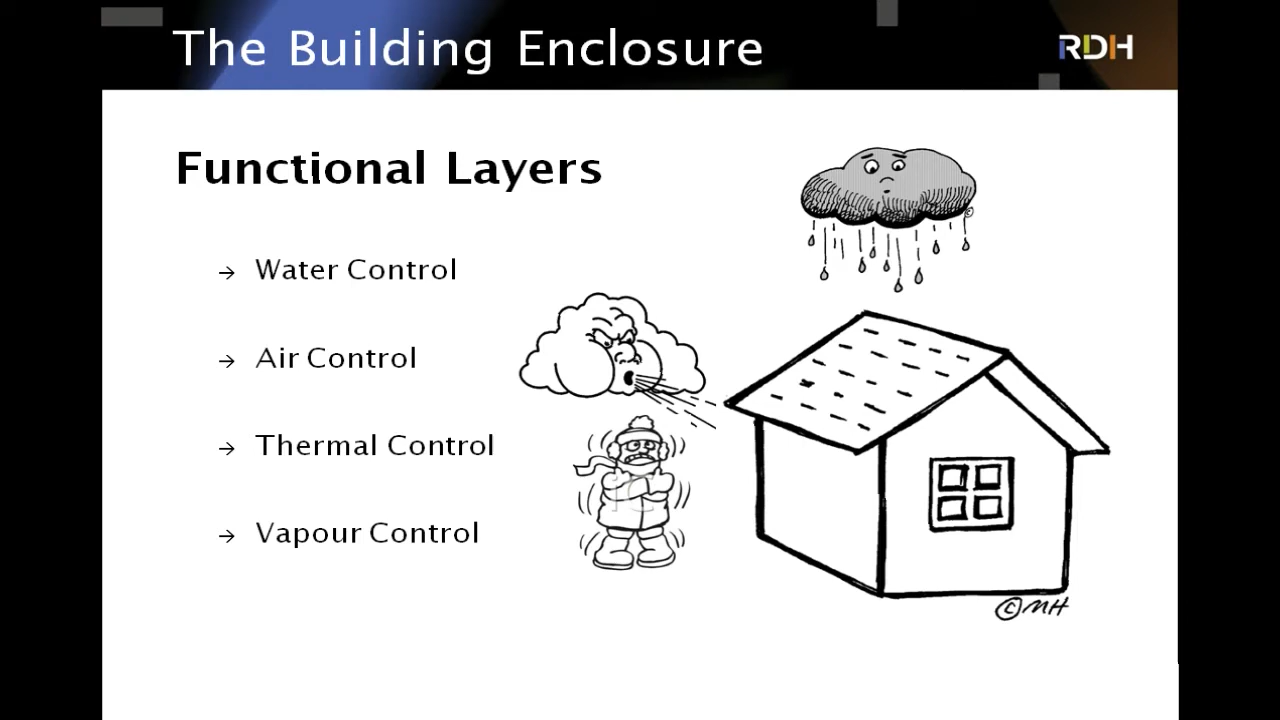 The Building Enclosure
RDH
Functional Layers
→ Water Control
→ Air Control
→ Thermal Control
→ Vapour Control
©
© MH